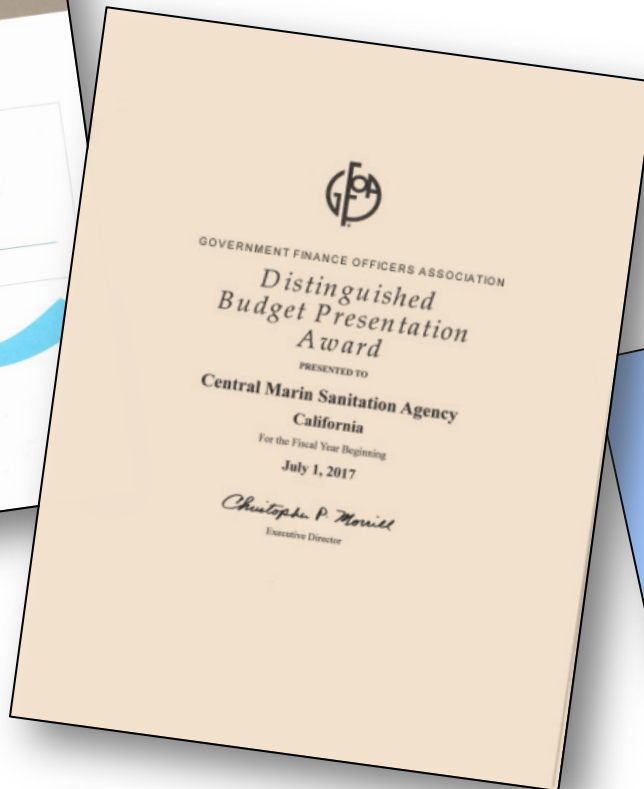 GFOA
GOVERNMENT FINANCE OFFICERS ASSOCIATION
Distinguished
Budget Presentation
Award
PRESENTED TO
Central Marin Sanitation Agency
California
For the Fiscal Year Beginning
July 1, 2017
Christopher P. Morrill
Executive Director